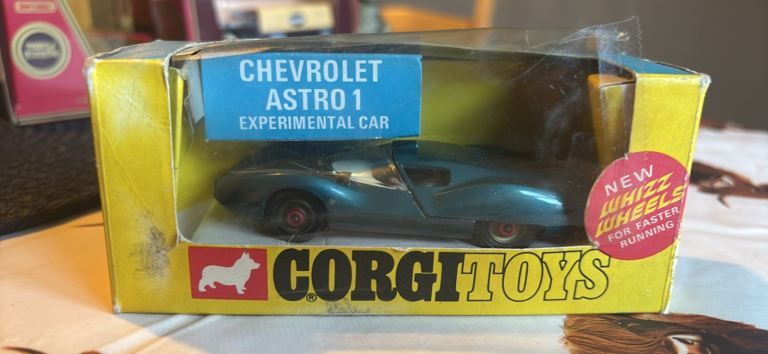 CHEVROLET
ASTRO 1
EXPERIMENTAL CAR
NEW
WHIZZ
WHEELS
FOR FASTER
RUNNING
CORGI TOYS
®